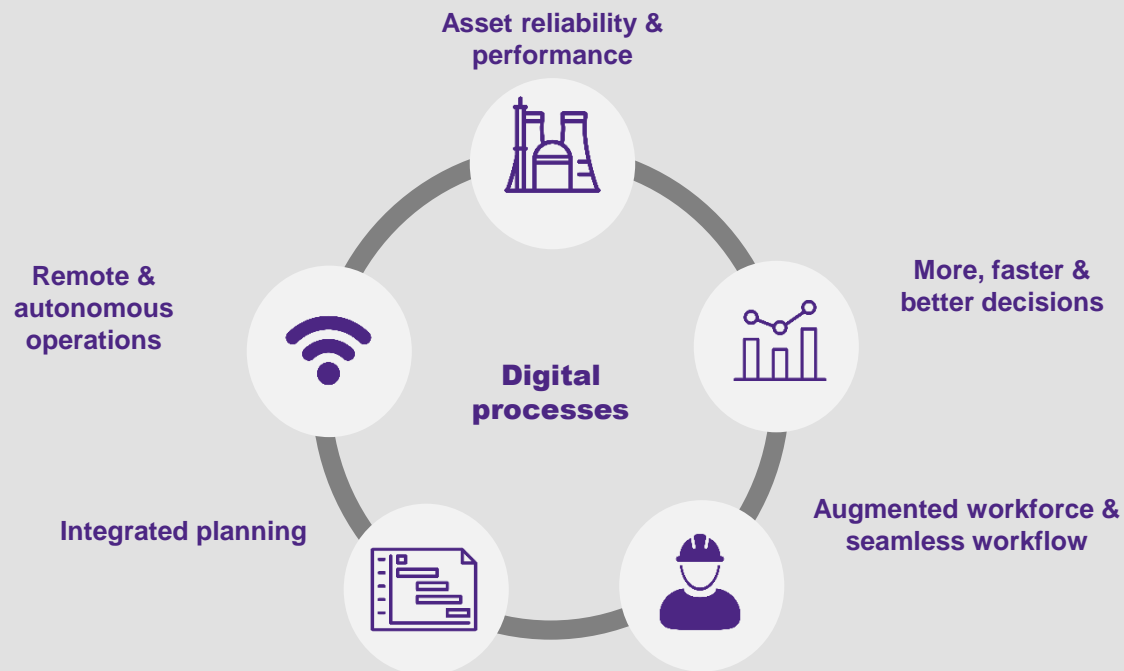 Asset reliability &
performance
More, faster &
better decisions
Augmented workforce &
seamless workflow
Integrated planning
Remote &
autonomous
operations
Digital
processes